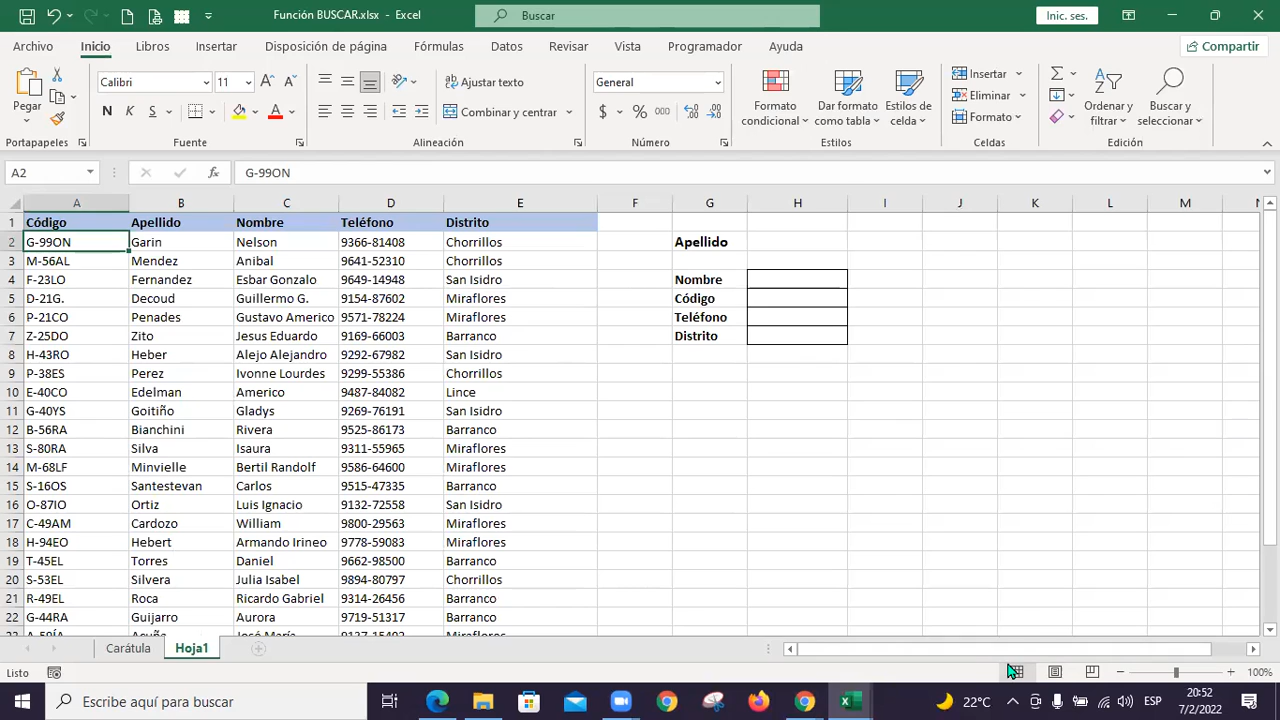 Función BUSCAR.xlsx - Excel
Buscar
Inic. ses.
Archivo Inicio Libros Insertar Disposición de página Fórmulas Datos Revisar Vista Programador Ayuda
Compartir
Pegar
Calibri 11
N K S
Ajustar texto
Combinar y centrar
General
$ % 000
Formato condicional
Dar formato como tabla
Estilos de celda
Insertar
Eliminar
Formato
Ordenar y filtrar
Buscar y seleccionar
Portapapeles Fuente Alineación Número Estilos Celdas Edición
A2 fx G-99ON
A B C D E F G H I J K L M N
1 Código Apellido Nombre Teléfono Distrito
2 G-99ON Garin Nelson 9366-81408 Chorrillos Apellido
3 M-56AL Mendez Anibal 9641-52310 Chorrillos
4 F-23LO Fernandez Esbar Gonzalo 9649-14948 San Isidro Nombre
5 D-21G. Decoud Guillermo G. 9154-87602 Miraflores Código
6 P-21CO Penades Gustavo Americo 9571-78224 Miraflores Teléfono
7 Z-25DO Zito Jesus Eduardo 9169-66003 Barranco Distrito
8 H-43RO Heber Alejo Alejandro 9292-67982 San Isidro
9 P-38ES Perez Ivonne Lourdes 9299-55386 Chorrillos
10 E-40CO Edelman Americo 9487-84082 Lince
11 G-40YS Goitiño Gladys 9269-76191 San Isidro
12 B-56RA Bianchini Rivera 9525-86173 Barranco
13 S-80RA Silva Isaura 9311-55965 Miraflores
14 M-68LF Minvielle Bertil Randolf 9586-64600 Miraflores
15 S-16OS Santestevan Carlos 9515-47335 Barranco
16 O-87IO Ortiz Luis Ignacio 9132-72558 San Isidro
17 C-49AM Cardozo William 9800-29563 Miraflores
18 H-94EO Hebert Armando Irineo 9778-59083 Miraflores
19 T-45EL Torres Daniel 9662-98500 Barranco
20 S-53EL Silvera Julia Isabel 9894-80797 Chorrillos
21 R-49EL Roca Ricardo Gabriel 9314-26456 Barranco
22 G-44RA Guijarro Aurora 9719-51317 Barranco
Carátula Hoja1
Listo
100%
Escribe aquí para buscar
22°C
ESP
20:52
7/2/2022